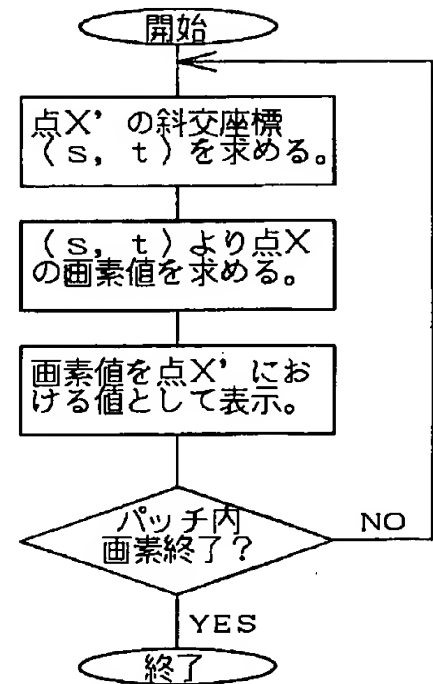 開始
点X'の斜交座標
(s, t)を求める。
(s, t)より点X
の画素値を求める。
画素値を点X'にお
ける値として表示。
パッチ内
画素終了?
NO
YES
終了